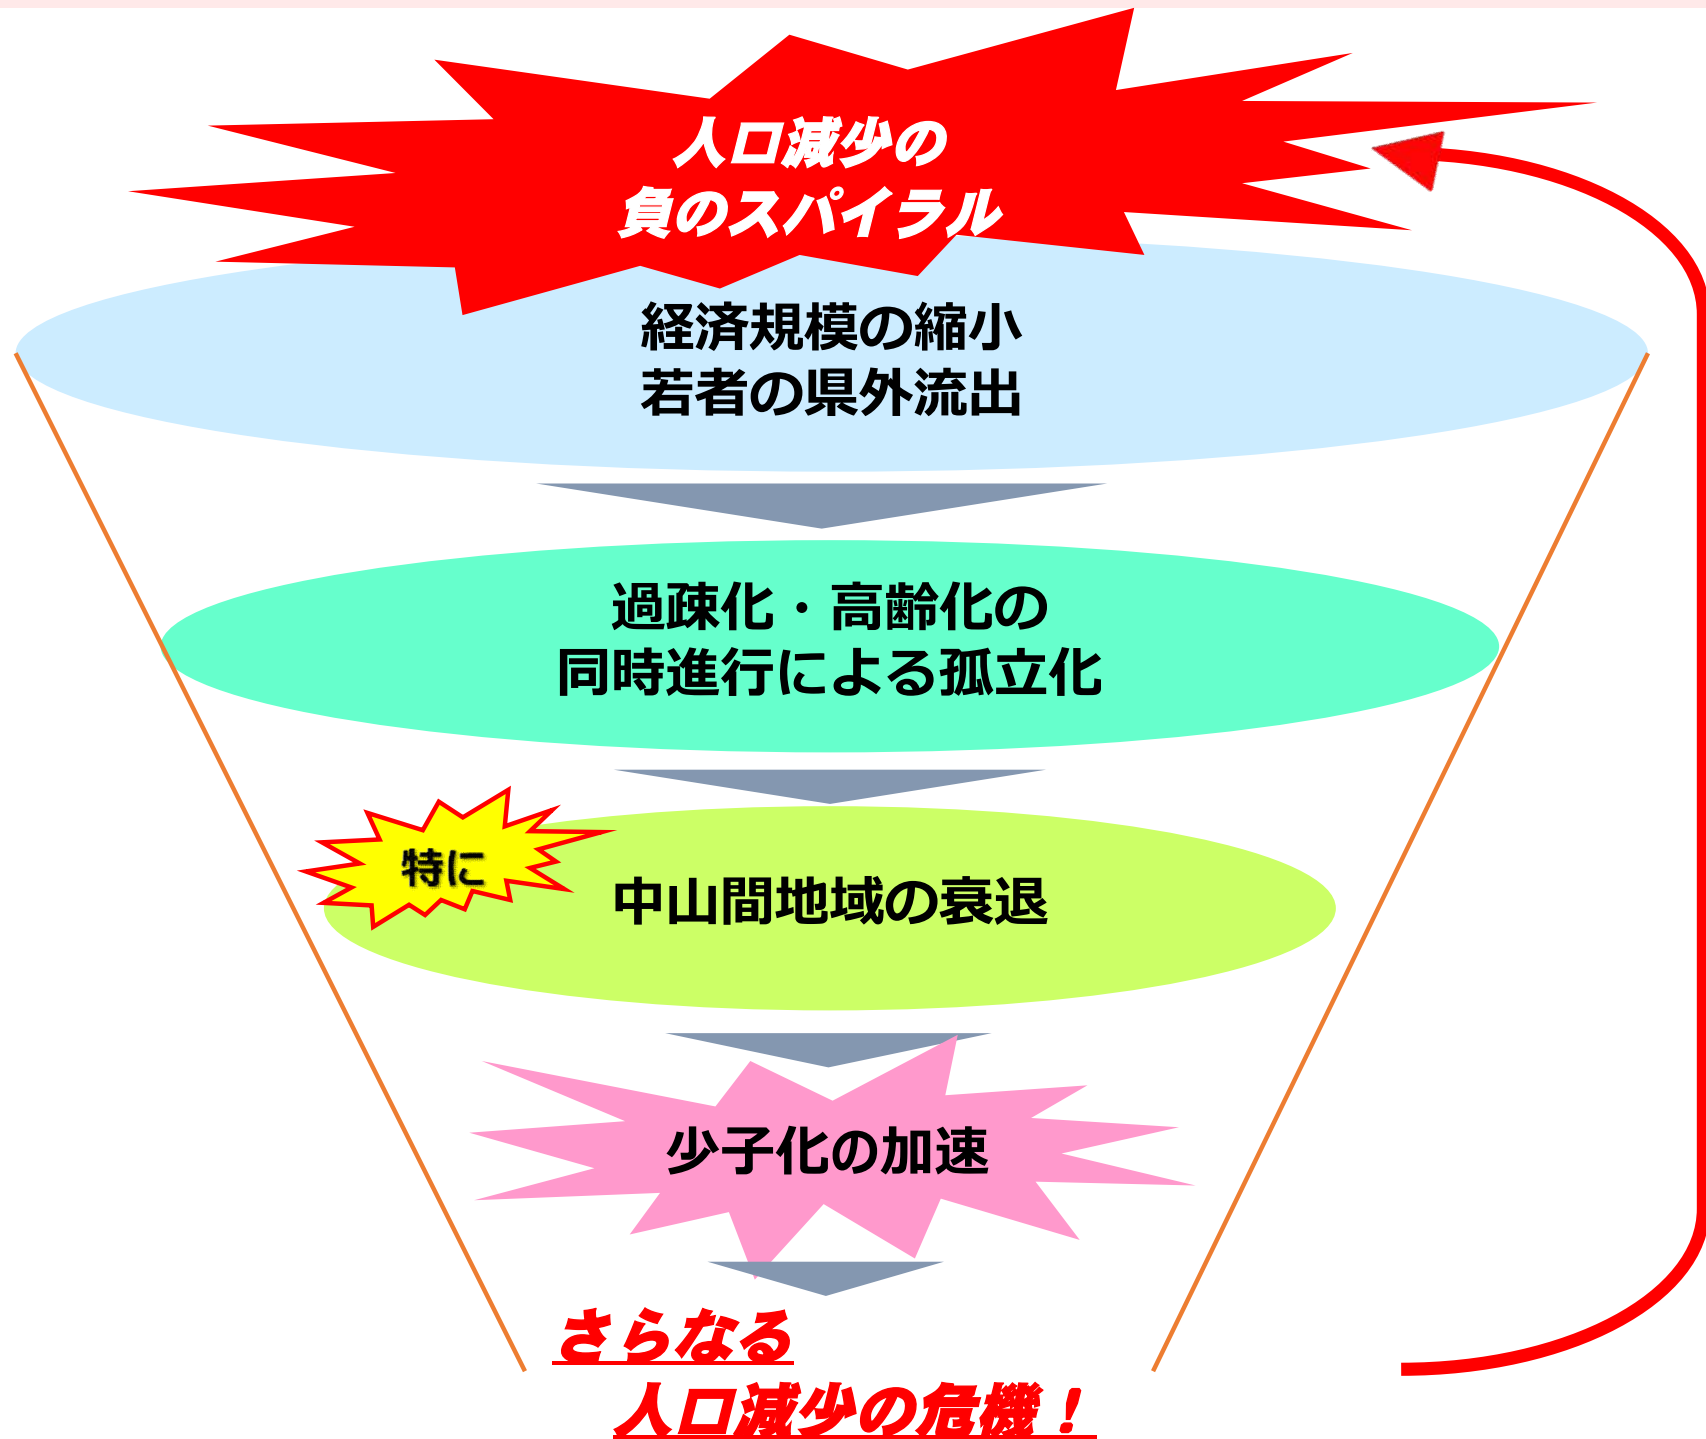 人口減少の
負のスパイラル
経済規模の縮小
若者の県外流出
過疎化・高齢化の
同時進行による孤立化
特に
中山間地域の衰退
少子化の加速
さらなる
人口減少の危機！